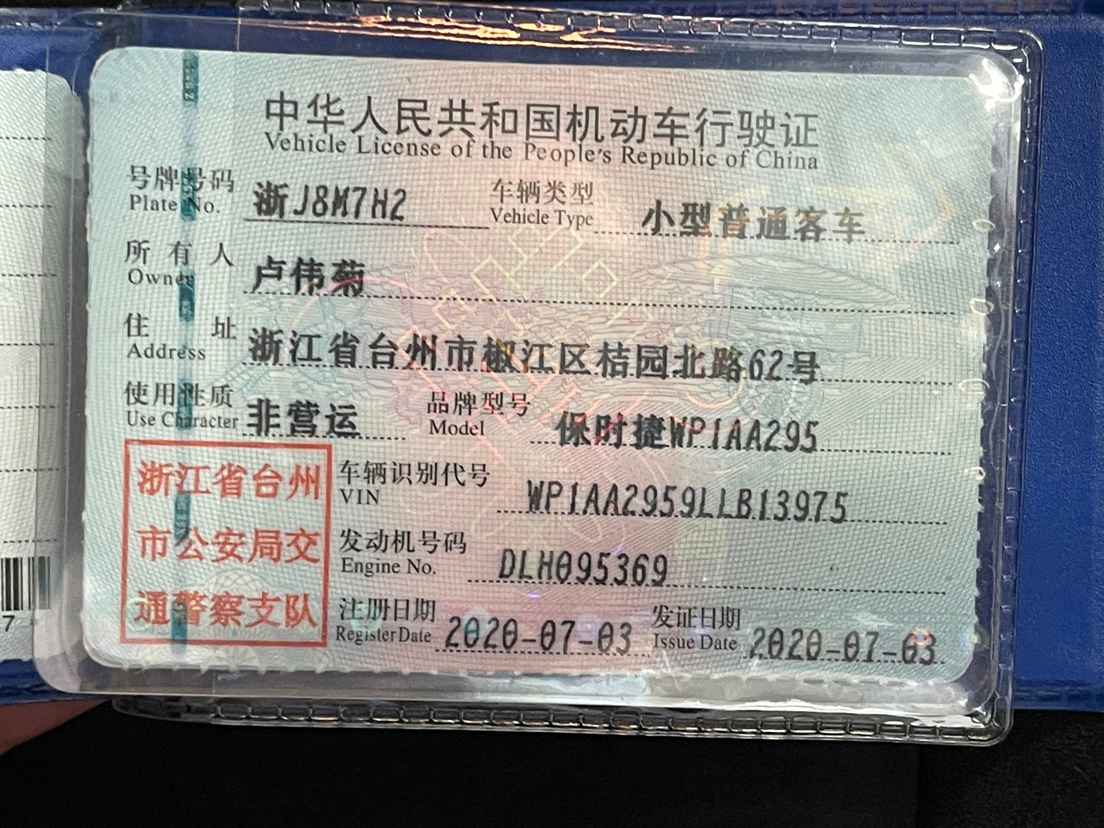 中华人民共和国机动车行驶证
Vehicle License of the People's Republic of China
号牌号码 浙J8M7H2 车辆类型 小型普通客车
Plate No. Vehicle Type
所有人 卢伟菊
Owner
住址 浙江省台州市椒江区桔园北路62号
Address
使用性质 非营运 品牌型号 保时捷WP1AA295
Use Character Model
浙江省台州 车辆识别代号 WP1AA2959LLB13975
VIN
市公安局交 发动机号码 DLH095369
Engine No.
通警察支队 注册日期 2020-07-03 发证日期 2020-07-03
Register Date Issue Date
7